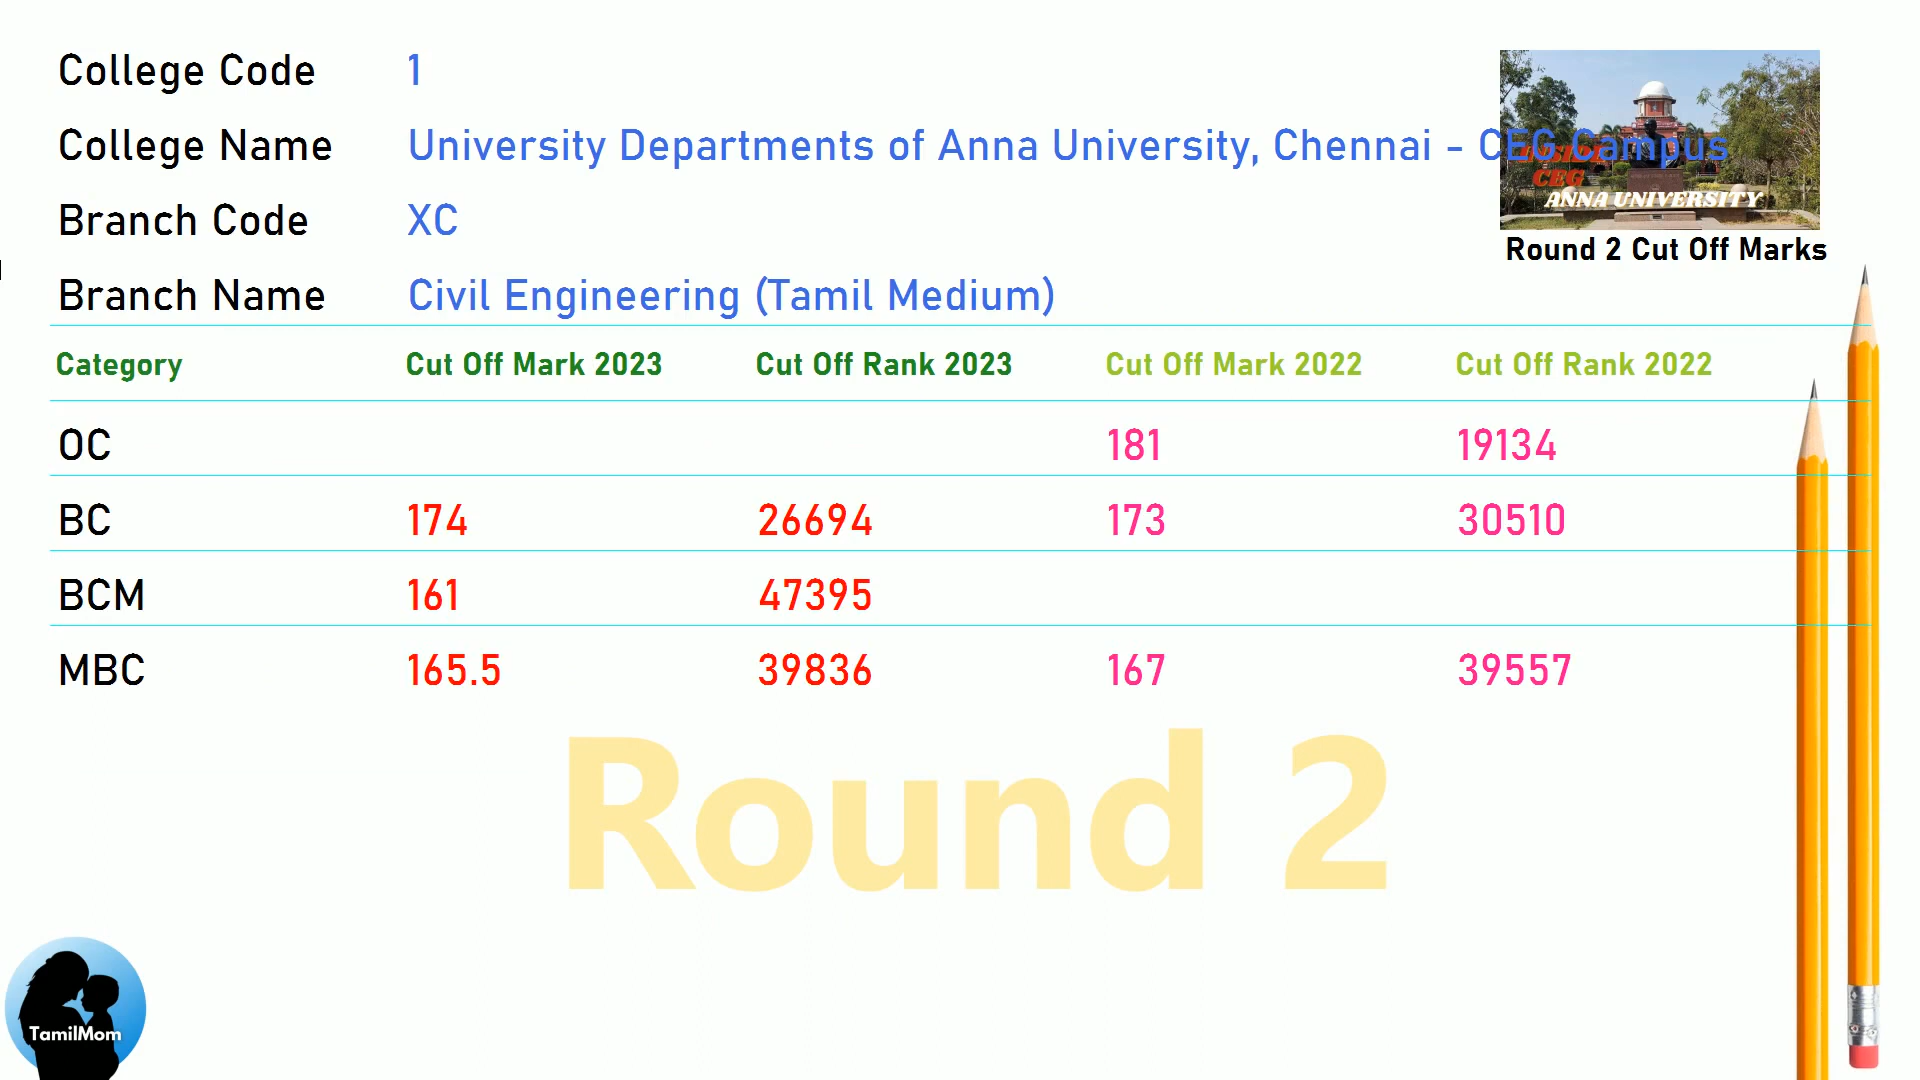 College Code 1
College Name University Departments of Anna University, Chennai - CEG Campus
CEG
ANNA UNIVERSITY
Branch Code XC
Round 2 Cut Off Marks
Branch Name Civil Engineering (Tamil Medium)
Category Cut Off Mark 2023 Cut Off Rank 2023 Cut Off Mark 2022 Cut Off Rank 2022
OC 181 19134
BC 174 26694 173 30510
BCM 161 47395
MBC 165.5 39836 167 39557
Round 2
TamilMom